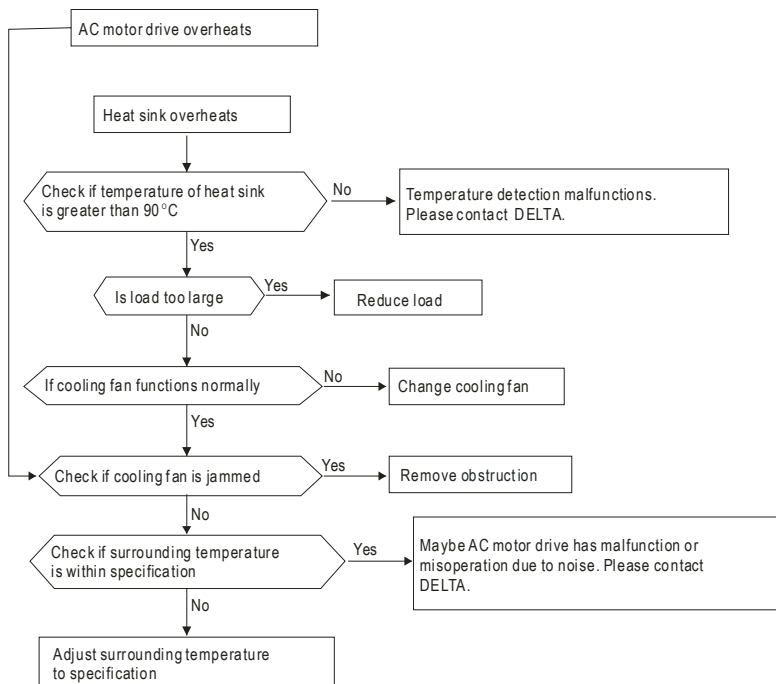 AC motor drive overheats
Heat sink overheats
Check if temperature of heat sink
is greater than 90°C
No
Temperature detection malfunctions.
Please contact DELTA.
Yes
Is load too large
Yes
Reduce load
No
If cooling fan functions normally
No
Change cooling fan
Yes
Check if cooling fan is jammed
Yes
Remove obstruction
No
Check if surrounding temperature
is within specification
Yes
Maybe AC motor drive has malfunction or
misoperation due to noise. Please contact
DELTA.
No
Adjust surrounding temperature
to specification